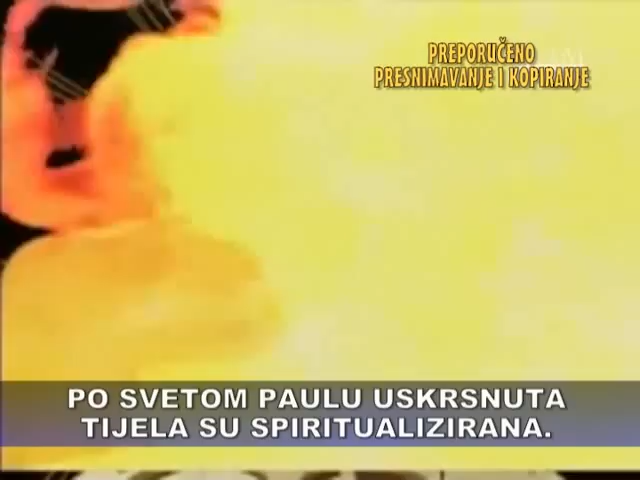 PREPORUČENO
PRESNIMAVANJE I KOPIRANJE
PO SVETOM PAULU USKRSNUTA
TIJELA SU SPIRITUALIZIRANA.